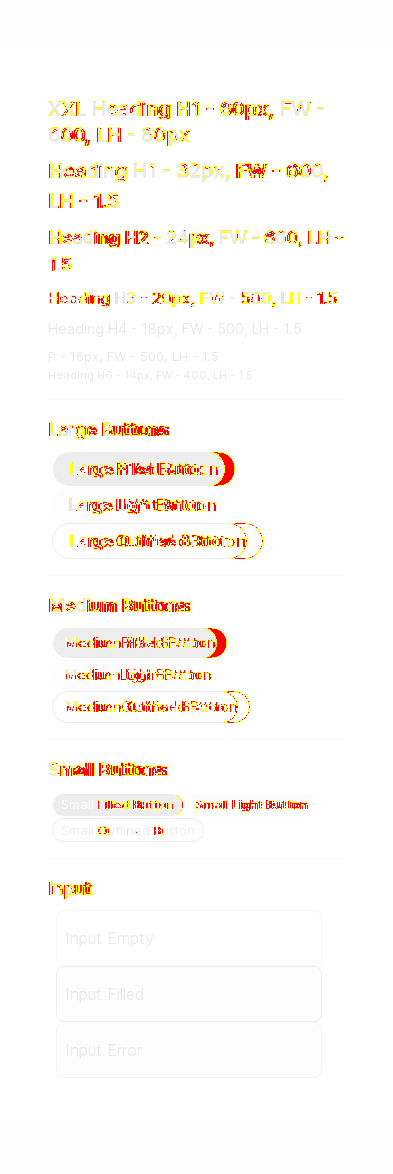 XXL Heading H1 - 60px, FW -
600, LH - 80px
Heading H1 - 32px, FW - 600,
LH - 1.5
Heading H2 - 24px, FW - 600, LH -
1.5
Heading H3 - 20px, FW - 500, LH - 1.5
Heading H4 - 18px, FW - 500, LH - 1.5
P - 16px, FW - 500, LH - 1.5
Heading H6 - 14px, FW - 400, LH - 1.5
Large Buttons
Large Filled Button
Large Light Button
Large Outlined Button
Medium Buttons
Medium Filled Button
Medium Light Button
Medium Outlined Button
Small Buttons
Small Filled Button Small Light Button
Small Outlined Button
Input
Input Empty
Input Filled
Input Error